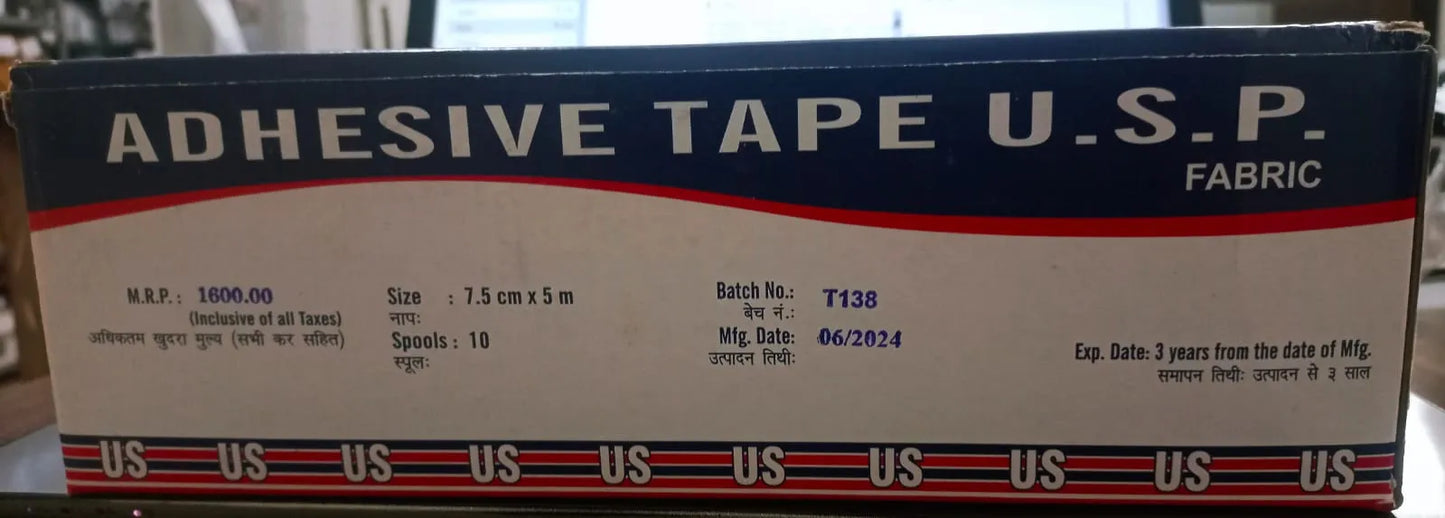 ADHESIVE TAPE U.S.P.
FABRIC
M.R.P.: 1600.00
(Inclusive of all Taxes)
अधिकतम खुदरा मुल्य (सभी कर सहित)
Size : 7.5 cm x 5 m
नापः
Spools : 10
स्पूलः
Batch No.: T138
बेच नं.:
Mfg. Date: 06/2024
उत्पादन तिथीः
Exp. Date: 3 years from the date of Mfg.
समापन तिथीः उत्पादन से ३ साल
US US US US US US US US US US